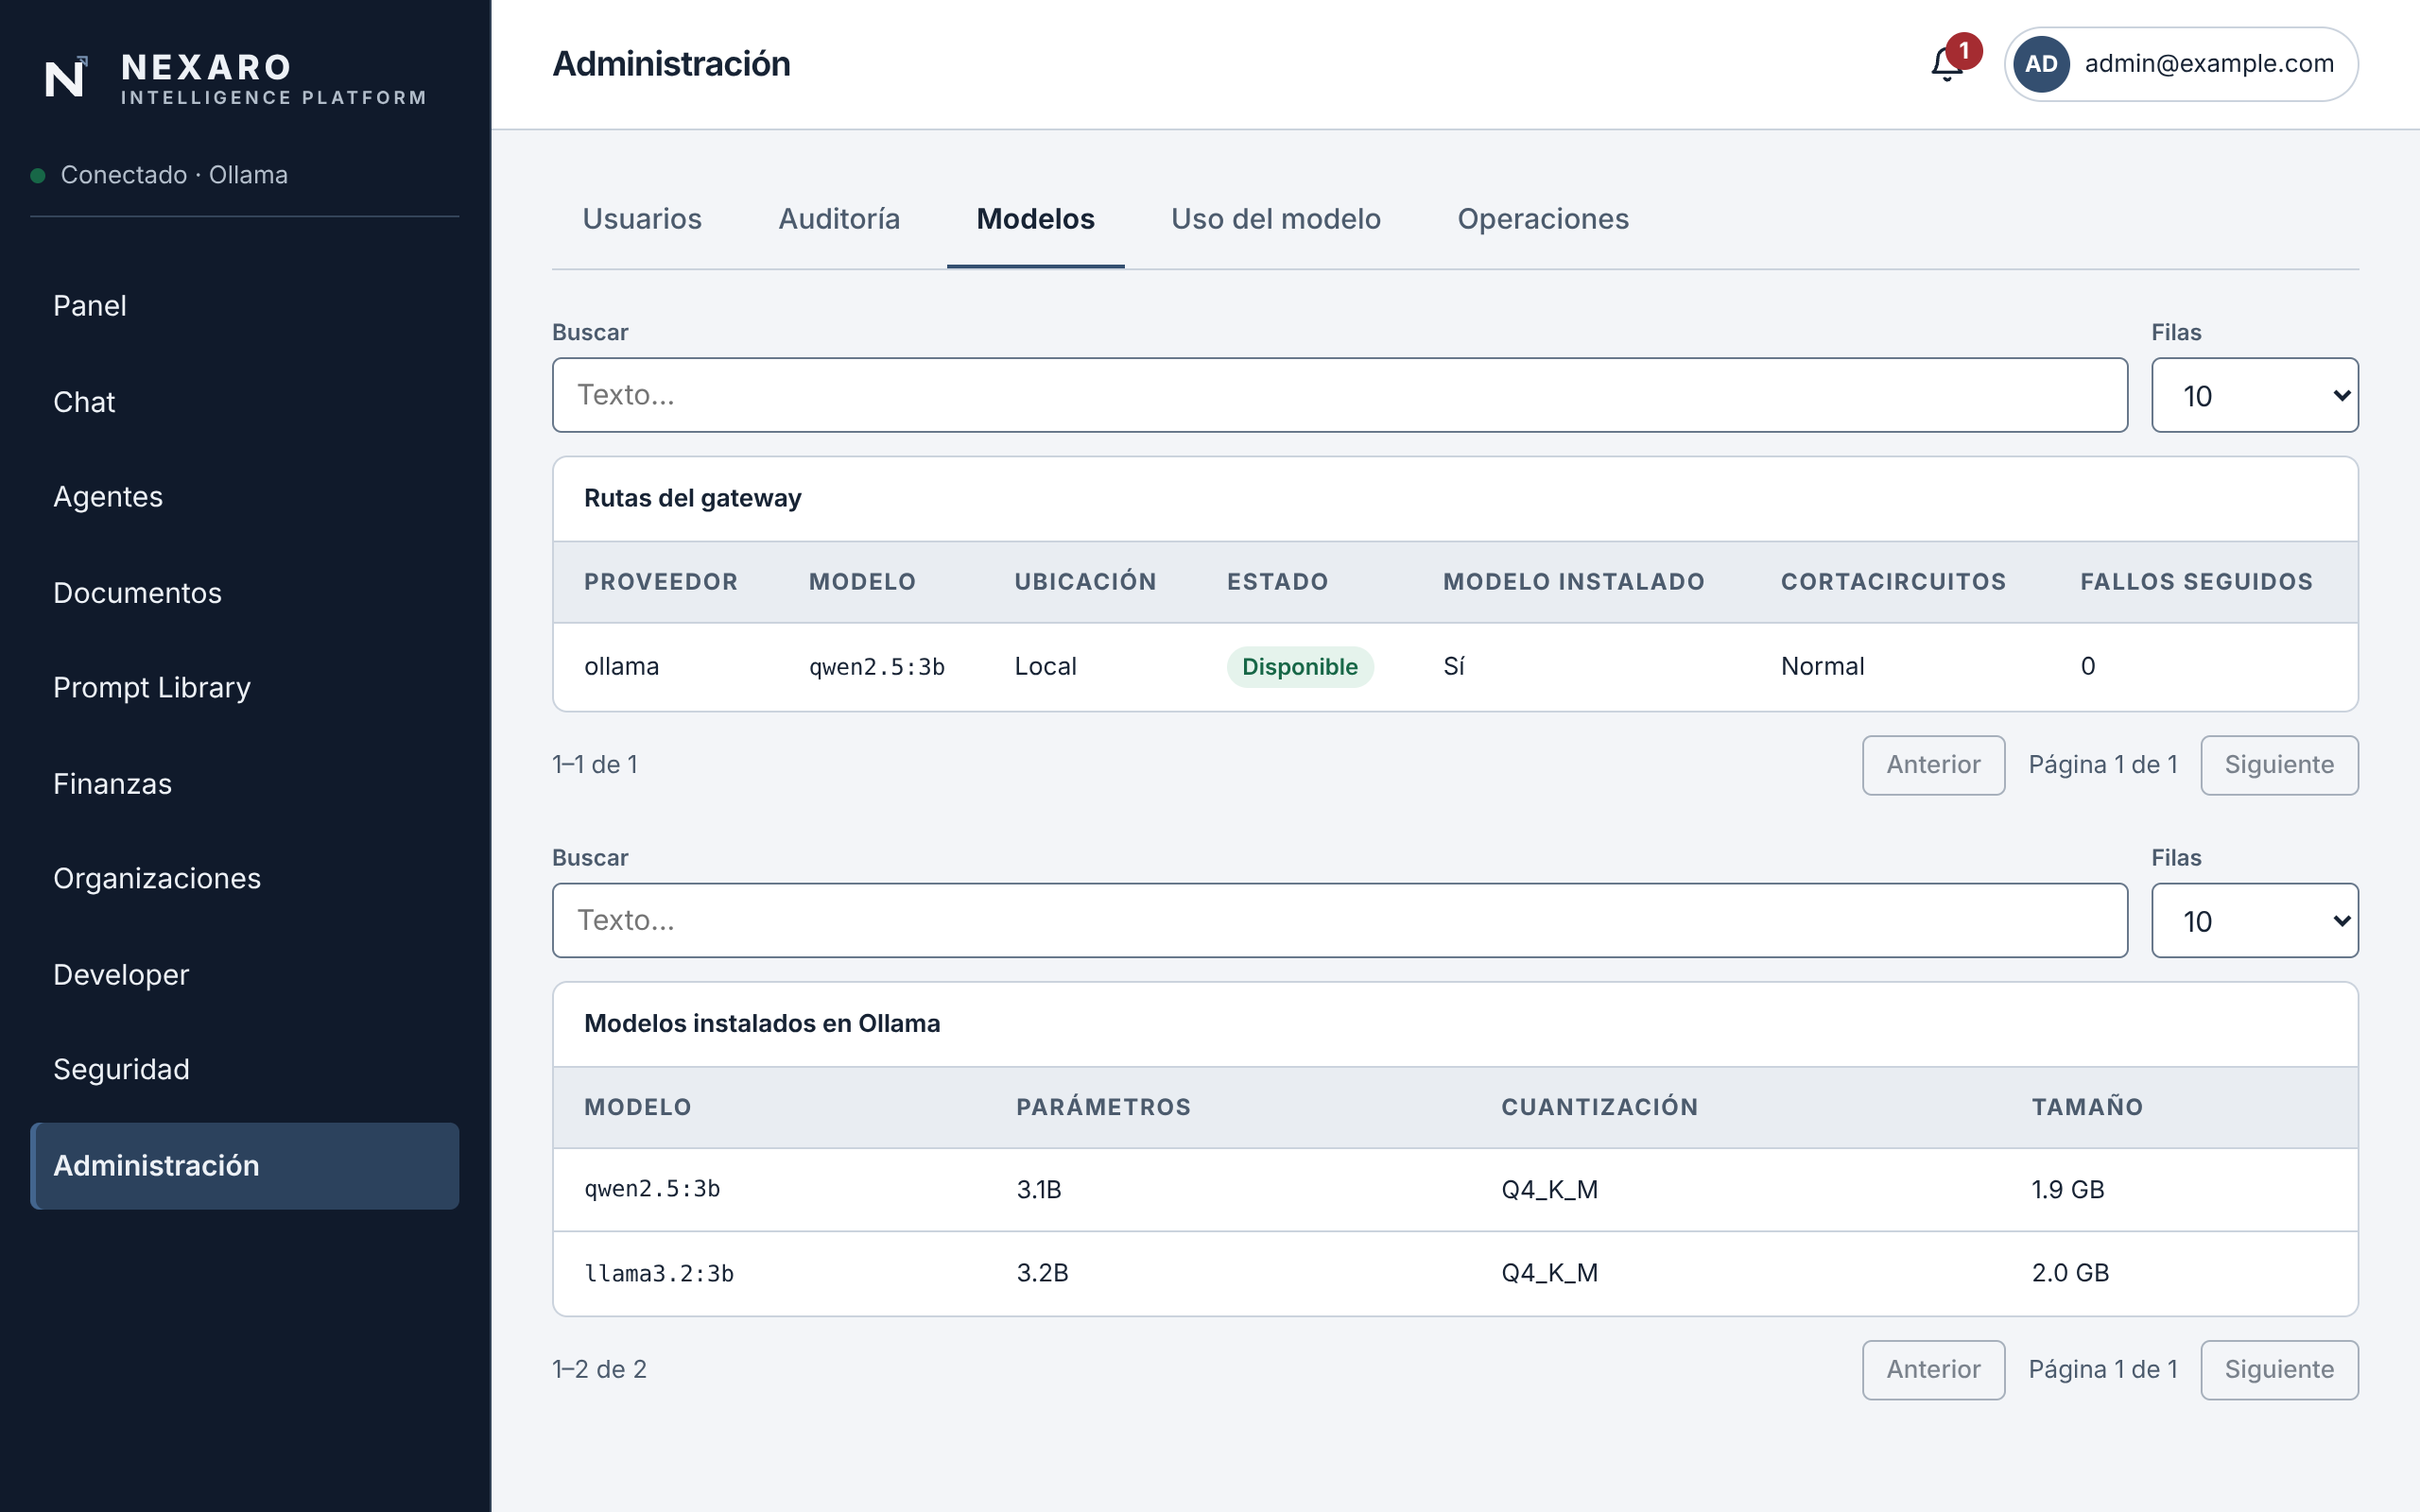 NEXARO
INTELLIGENCE PLATFORM
Conectado · Ollama
Panel
Chat
Agentes
Documentos
Prompt Library
Finanzas
Organizaciones
Developer
Seguridad
Administración
Administración
1
AD admin@example.com
Usuarios Auditoría Modelos Uso del modelo Operaciones
Buscar Filas
Texto... 10
Rutas del gateway
PROVEEDOR MODELO UBICACIÓN ESTADO MODELO INSTALADO CORTACIRCUITOS FALLOS SEGUIDOS
ollama qwen2.5:3b Local Disponible Sí Normal 0
1–1 de 1 Anterior Página 1 de 1 Siguiente
Buscar Filas
Texto... 10
Modelos instalados en Ollama
MODELO PARÁMETROS CUANTIZACIÓN TAMAÑO
qwen2.5:3b 3.1B Q4_K_M 1.9 GB
llama3.2:3b 3.2B Q4_K_M 2.0 GB
1–2 de 2 Anterior Página 1 de 1 Siguiente